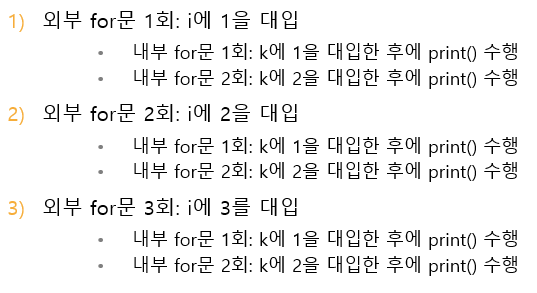 1) 외부 for문 1회: i에 1을 대입
• 내부 for문 1회: k에 1을 대입한 후에 print() 수행
• 내부 for문 2회: k에 2을 대입한 후에 print() 수행
2) 외부 for문 2회: i에 2을 대입
• 내부 for문 1회: k에 1을 대입한 후에 print() 수행
• 내부 for문 2회: k에 2을 대입한 후에 print() 수행
3) 외부 for문 3회: i에 3를 대입
• 내부 for문 1회: k에 1을 대입한 후에 print() 수행
• 내부 for문 2회: k에 2을 대입한 후에 print() 수행